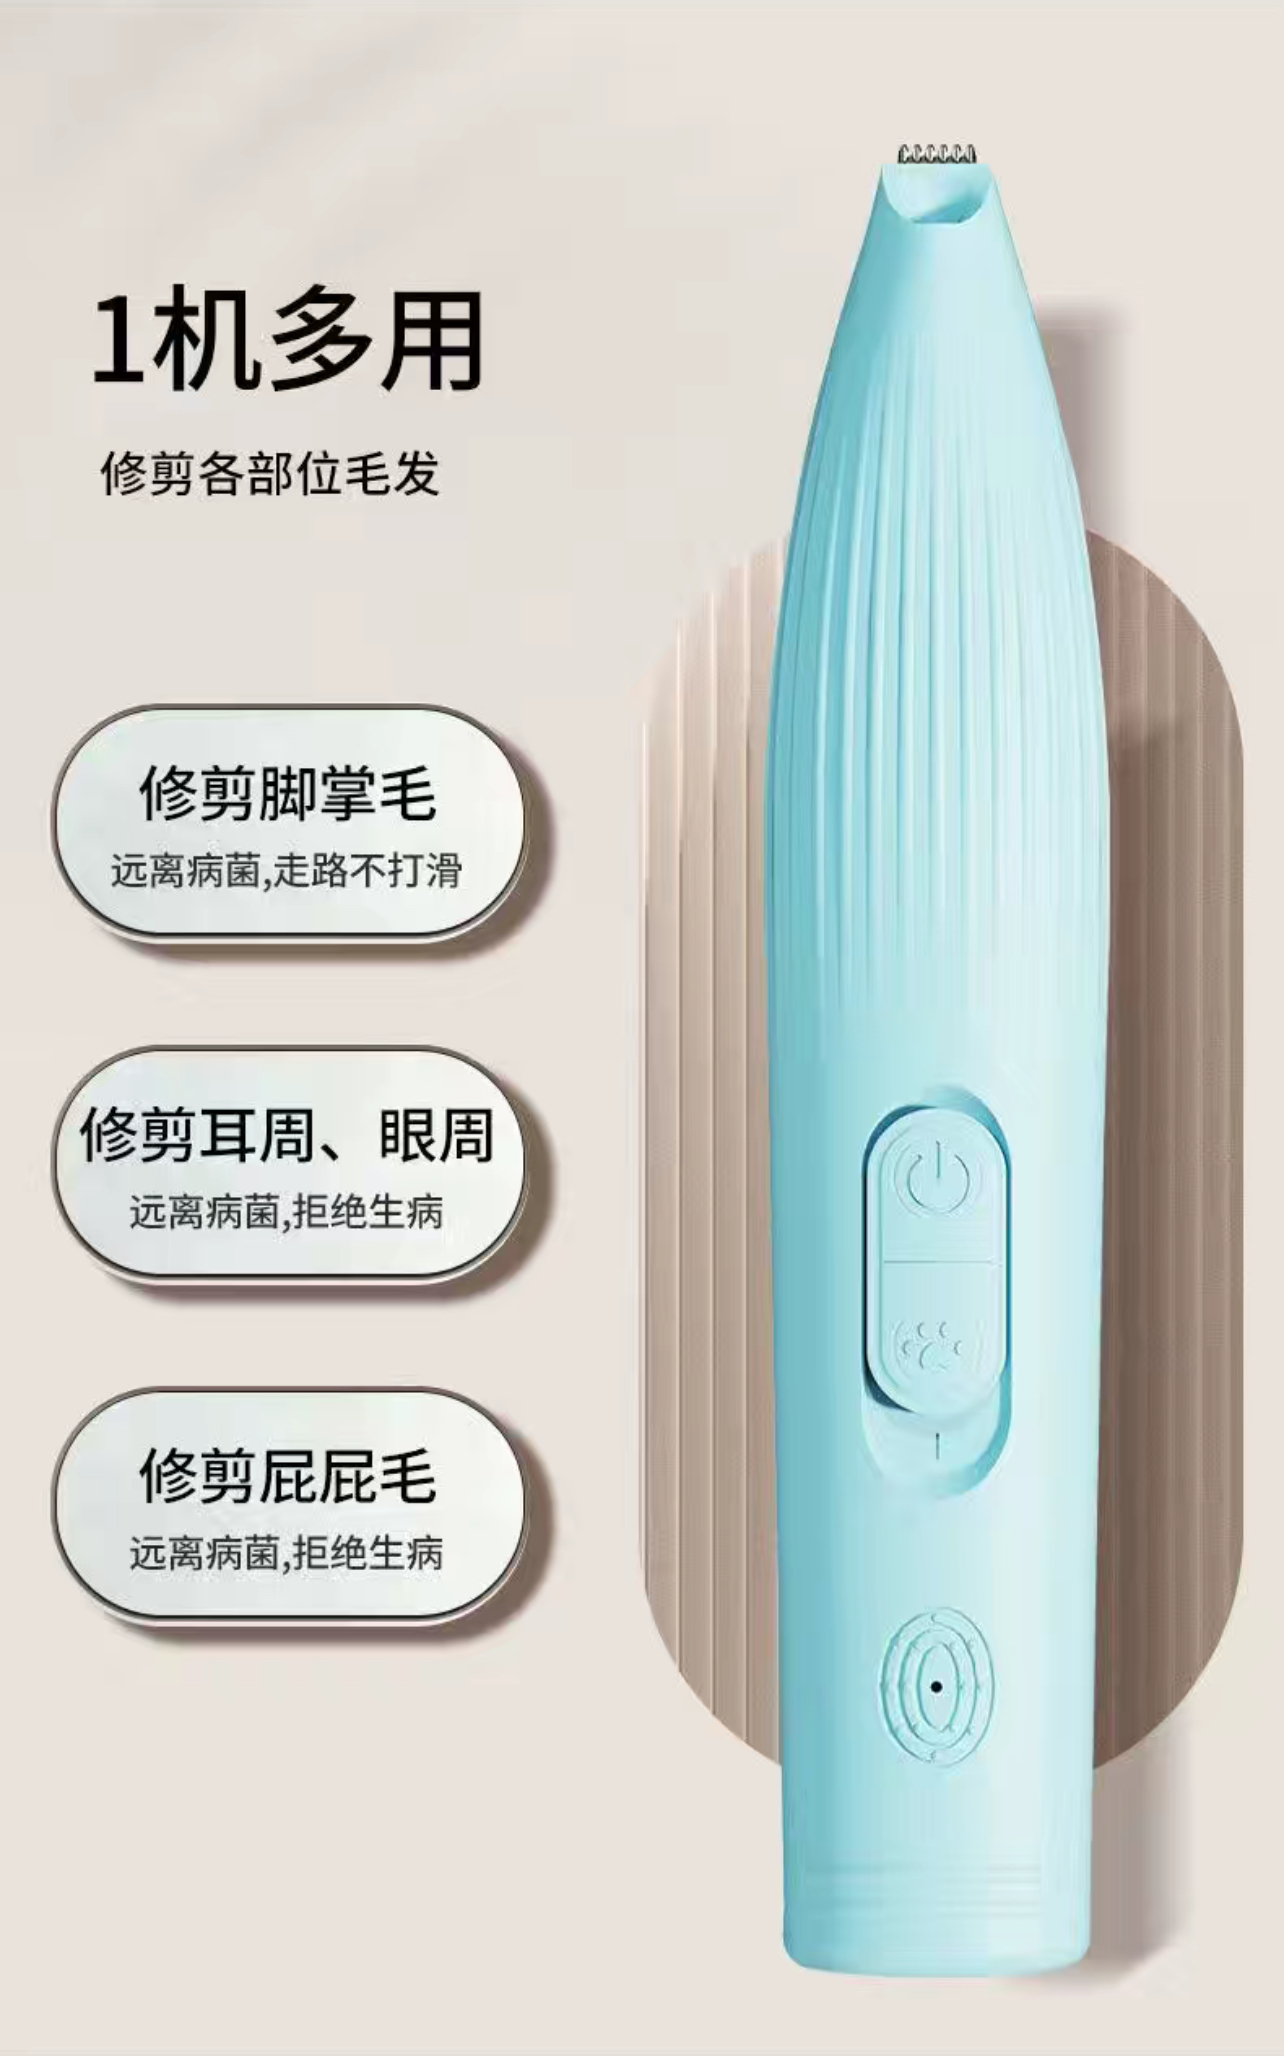 1机多用
修剪各部位毛发
修剪脚掌毛
远离病菌,走路不打滑
修剪耳周、眼周
远离病菌,拒绝生病
修剪屁屁毛
远离病菌,拒绝生病